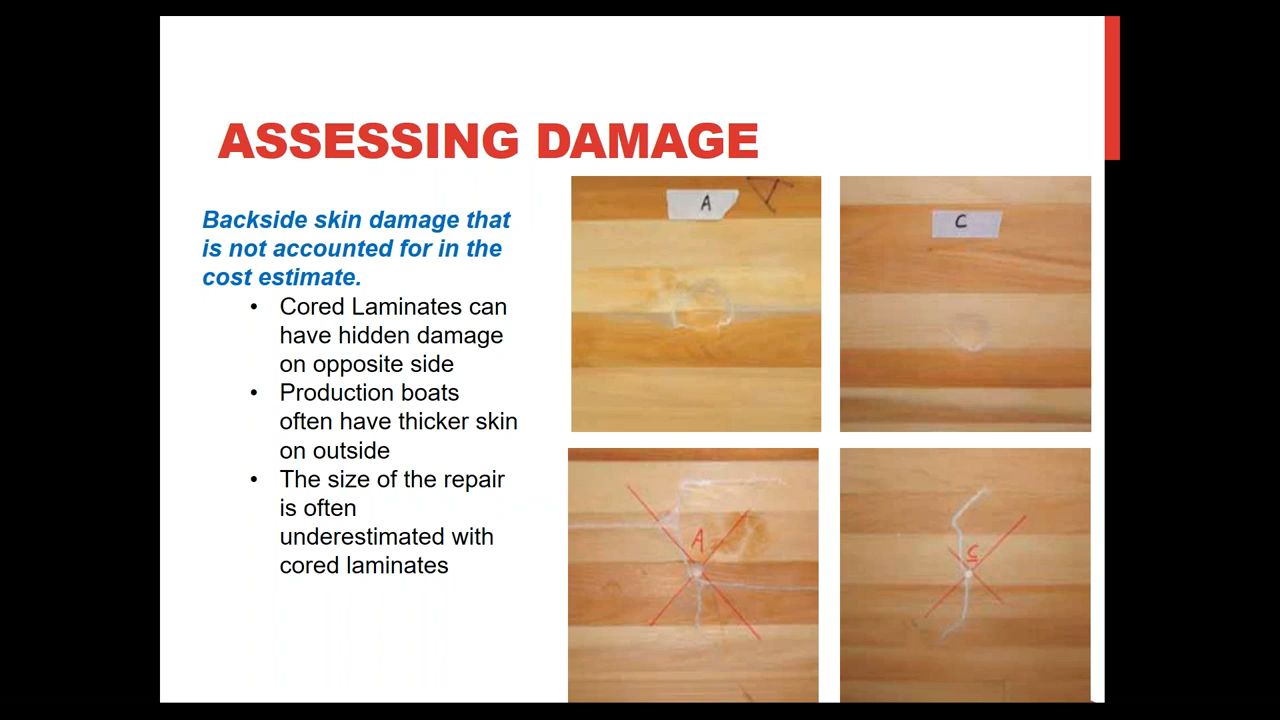 ASSESSING DAMAGE
Backside skin damage that
is not accounted for in the
cost estimate.
• Cored Laminates can
have hidden damage
on opposite side
• Production boats
often have thicker skin
on outside
• The size of the repair
is often
underestimated with
cored laminates
A
A
C
A
C